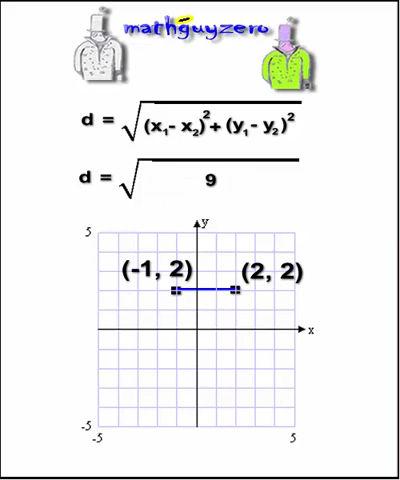 mathguyzero
d = √(x₁- x₂)² + (y₁ - y₂)²
d = √9
5 y
(-1, 2) (2, 2)
x
-5
-5 5